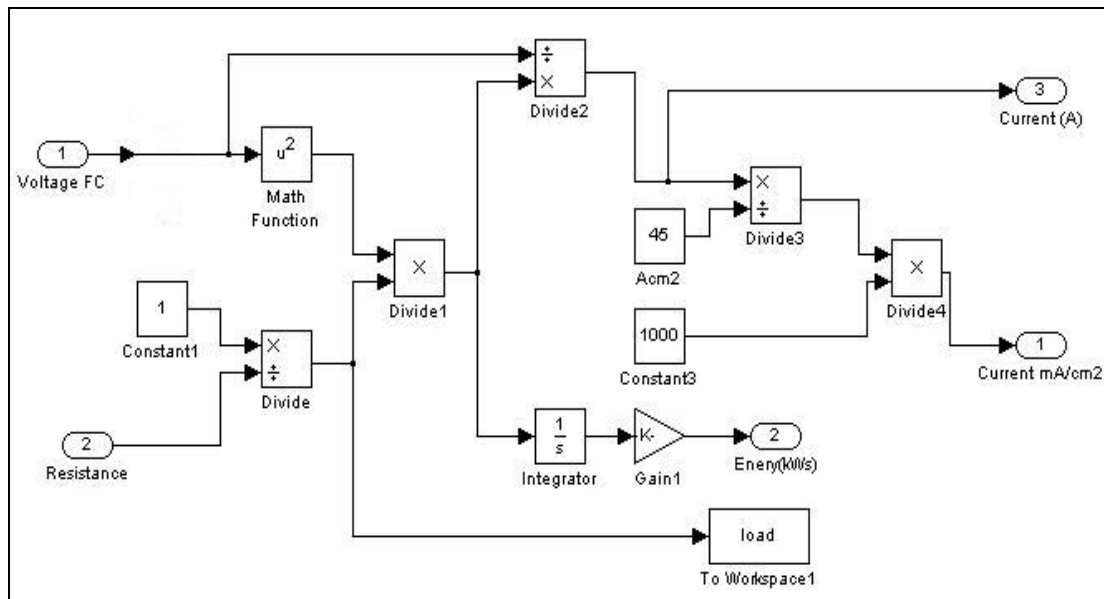 ÷
×
Divide2
3
Current (A)
1
Voltage FC
u²
Math
Function
×
÷
Divide3
45
Acm2
×
Divide1
×
Divide4
1
Constant1
1000
Constant3
1
Current mA/cm2
×
÷
Divide
2
Resistance
1
s
Integrator
K-
Gain1
2
Enery(kWs)
load
To Workspace1